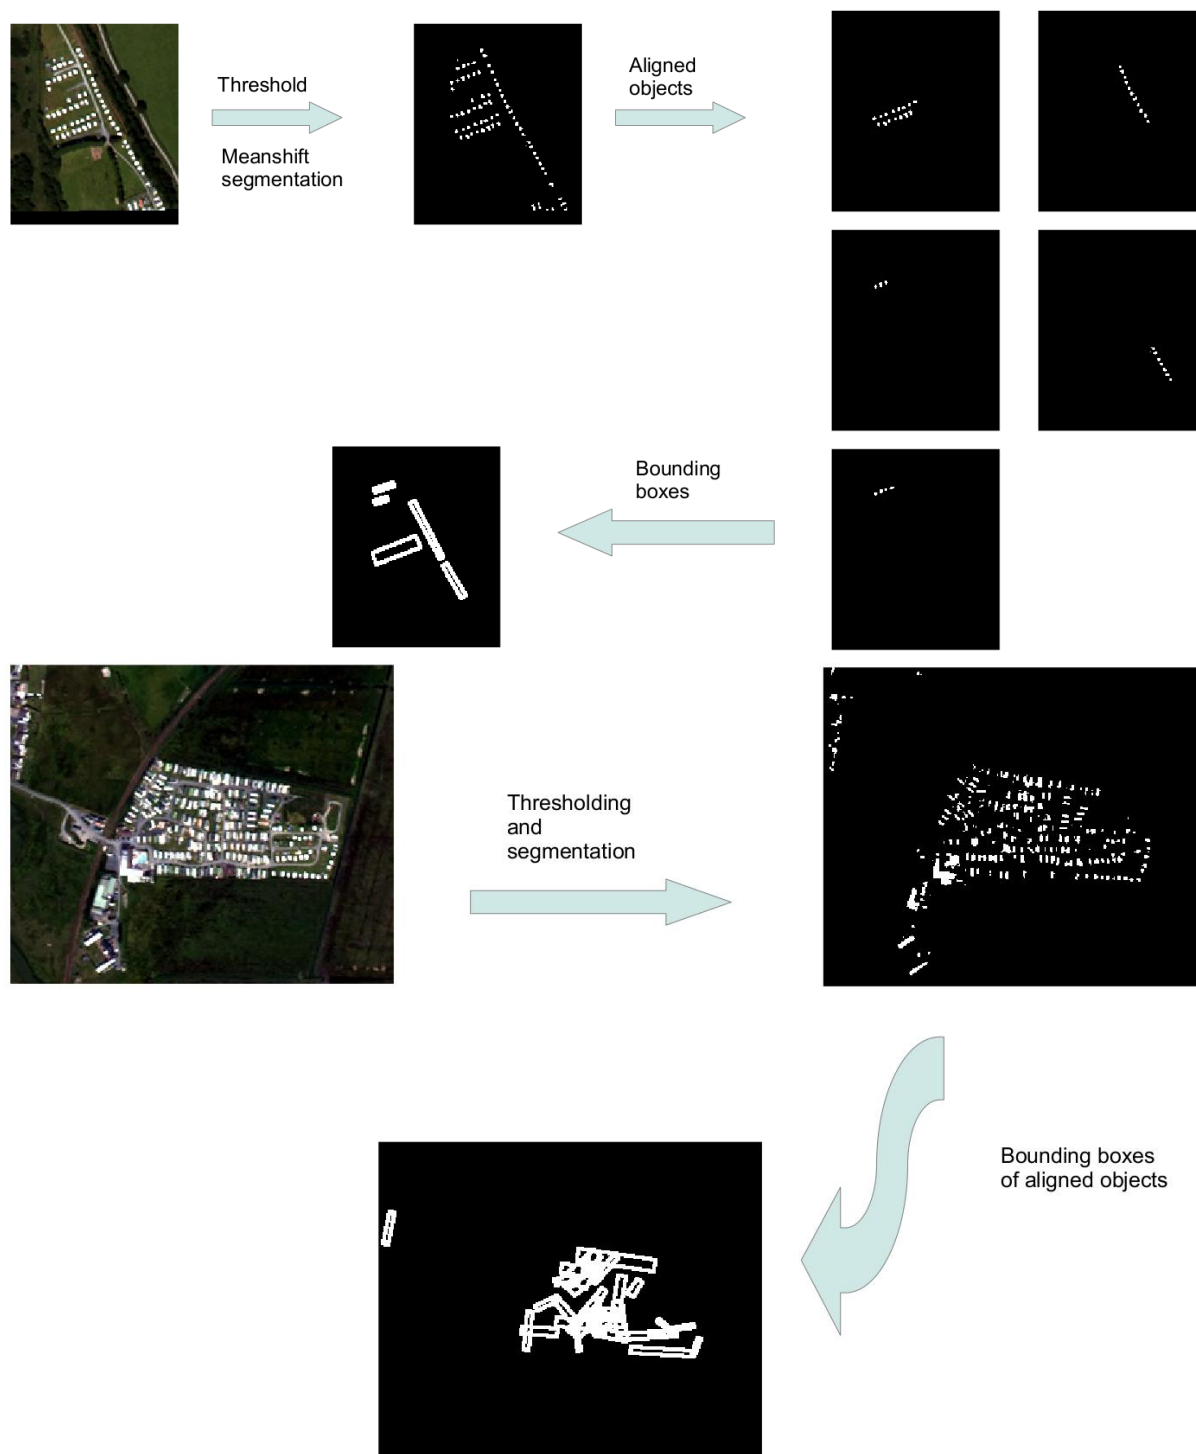 Threshold
Meanshift
segmentation
Aligned
objects
Bounding
boxes
Thresholding
and
segmentation
Bounding boxes
of aligned objects